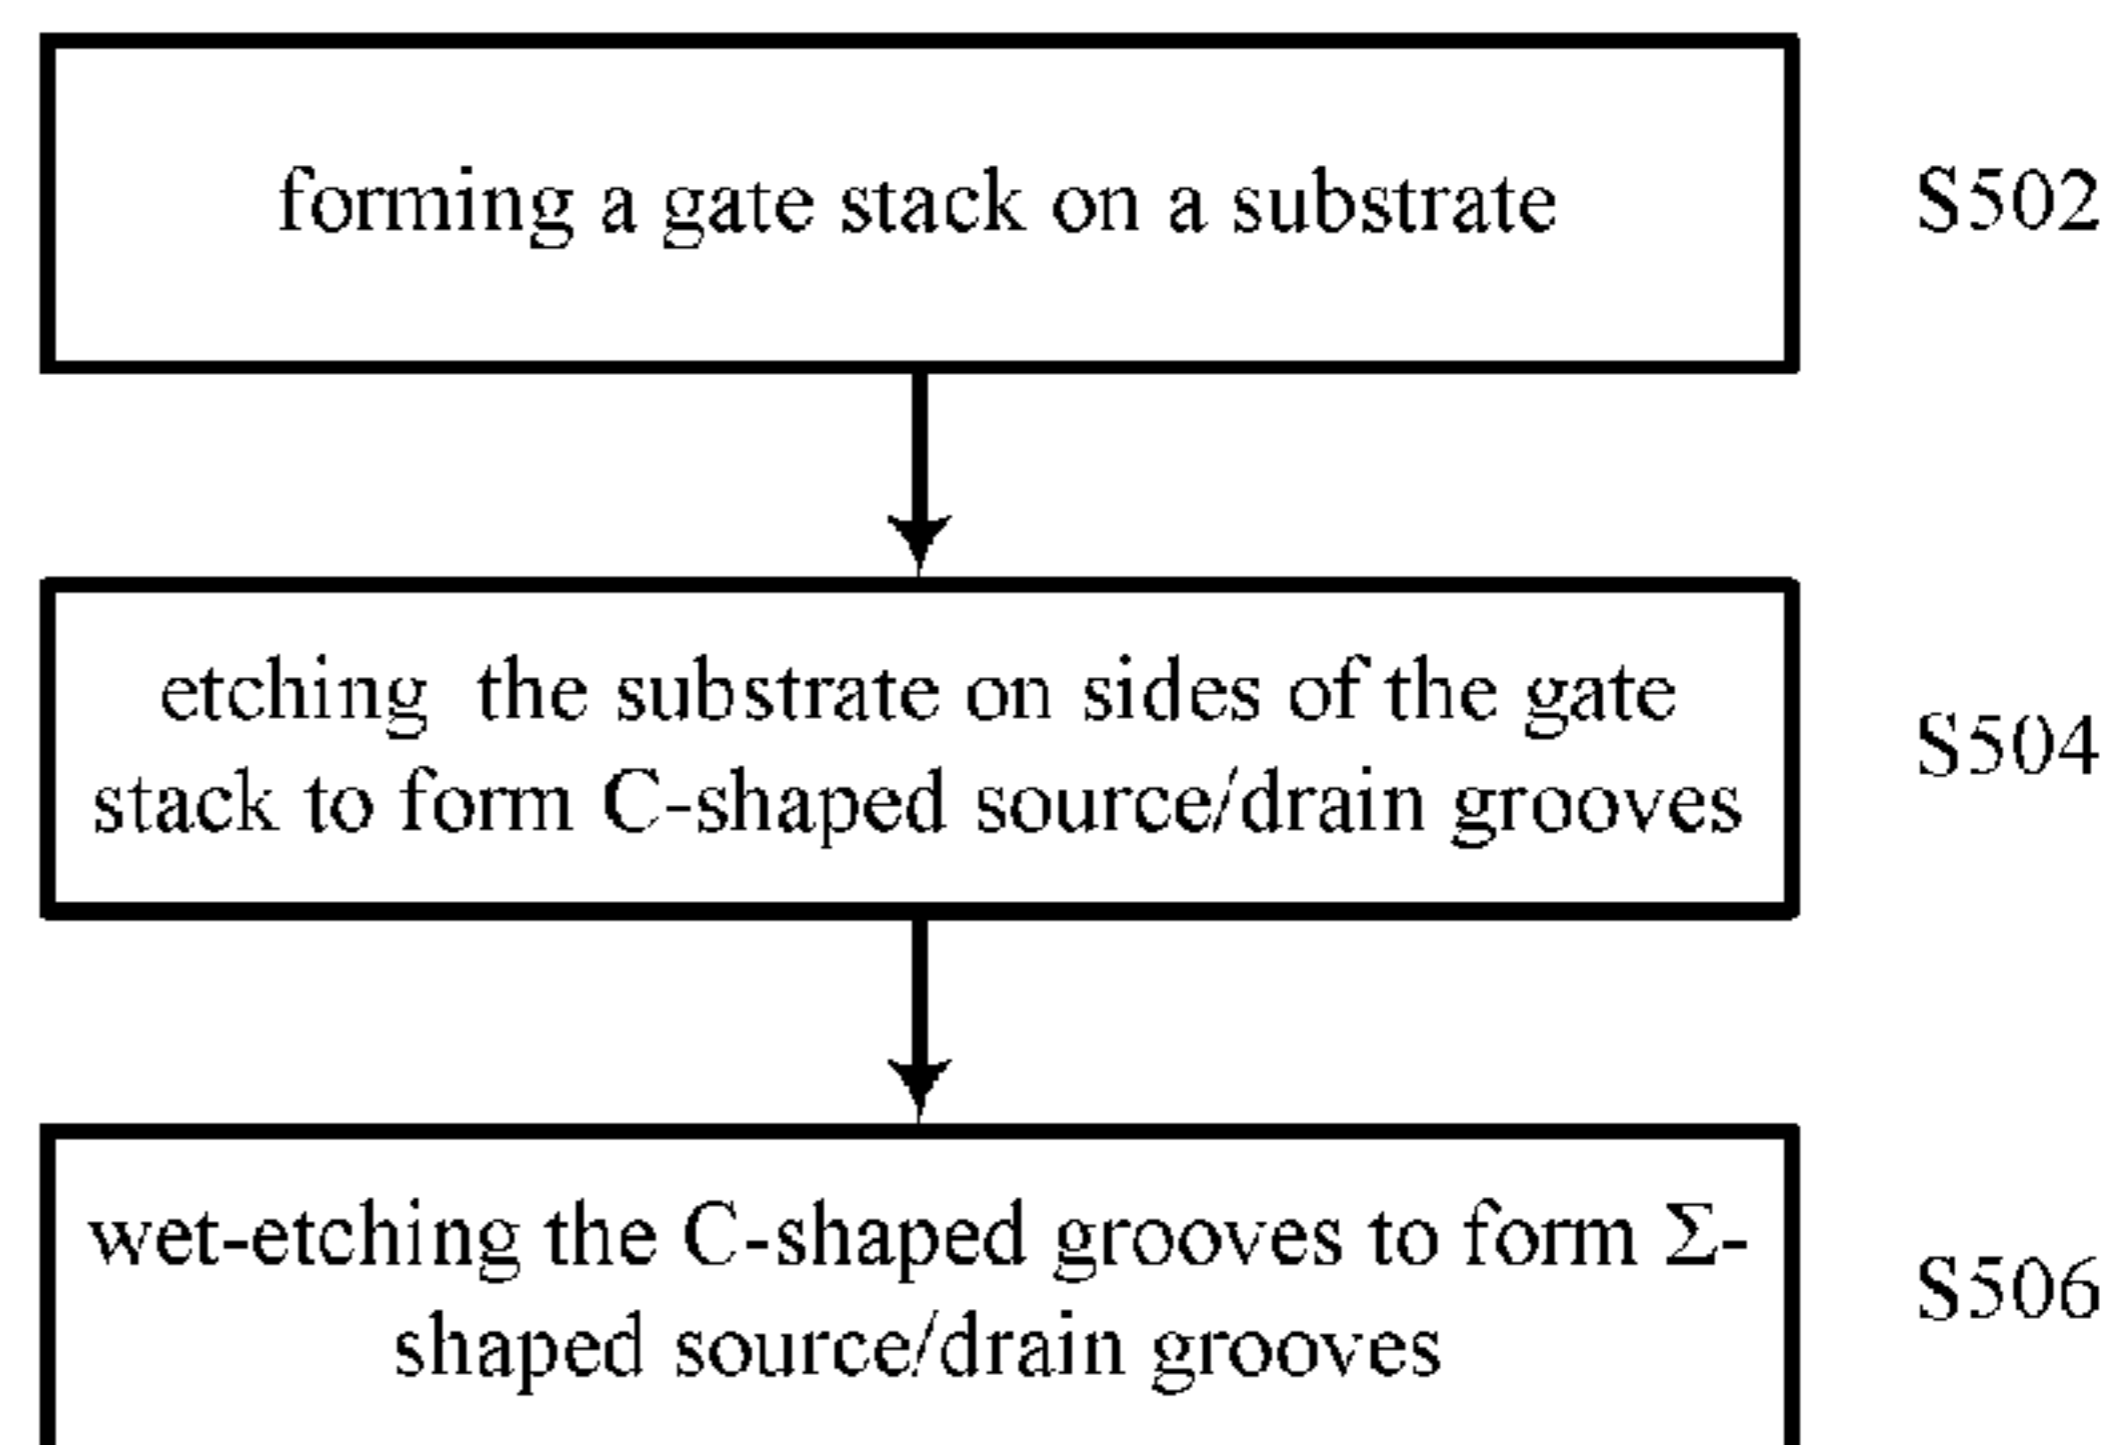 forming a gate stack on a substrate
S502
etching the substrate on sides of the gate
stack to form C-shaped source/drain grooves
S504
wet-etching the C-shaped grooves to form Σ-
shaped source/drain grooves
S506